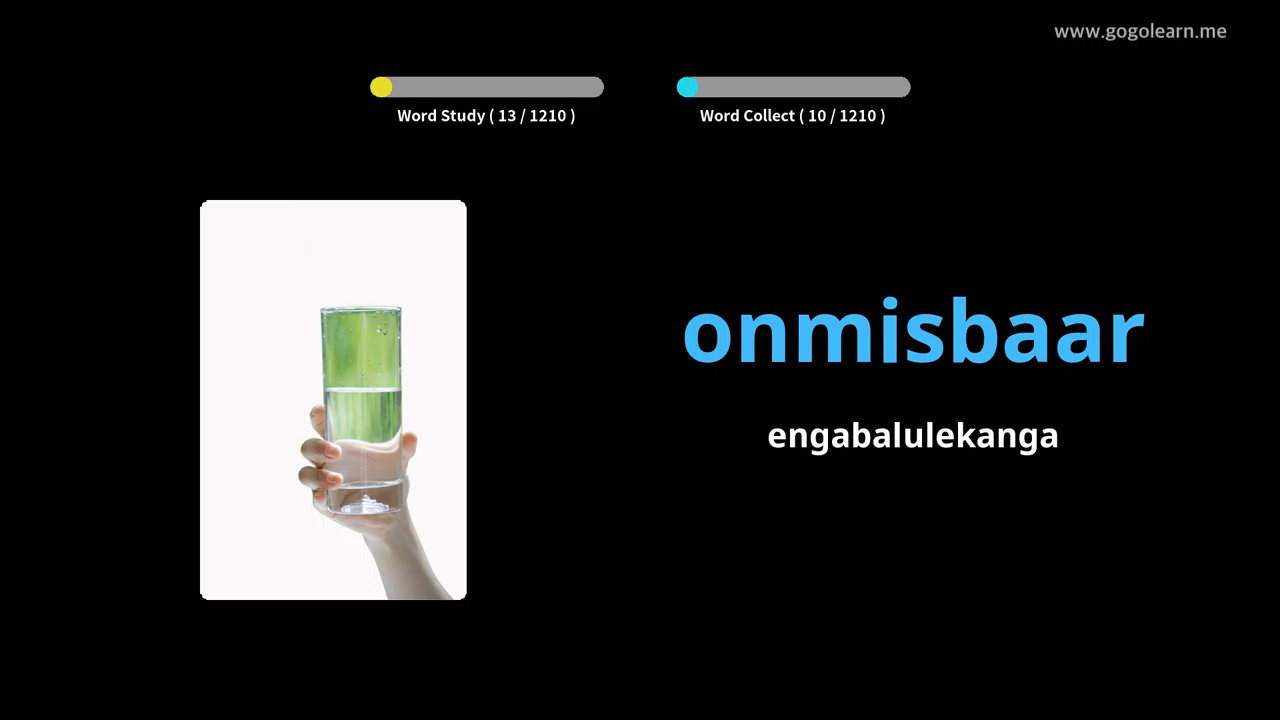 www.gogolearn.me
Word Study ( 13 / 1210 )
Word Collect ( 10 / 1210 )
onmisbaar
engabalulekanga